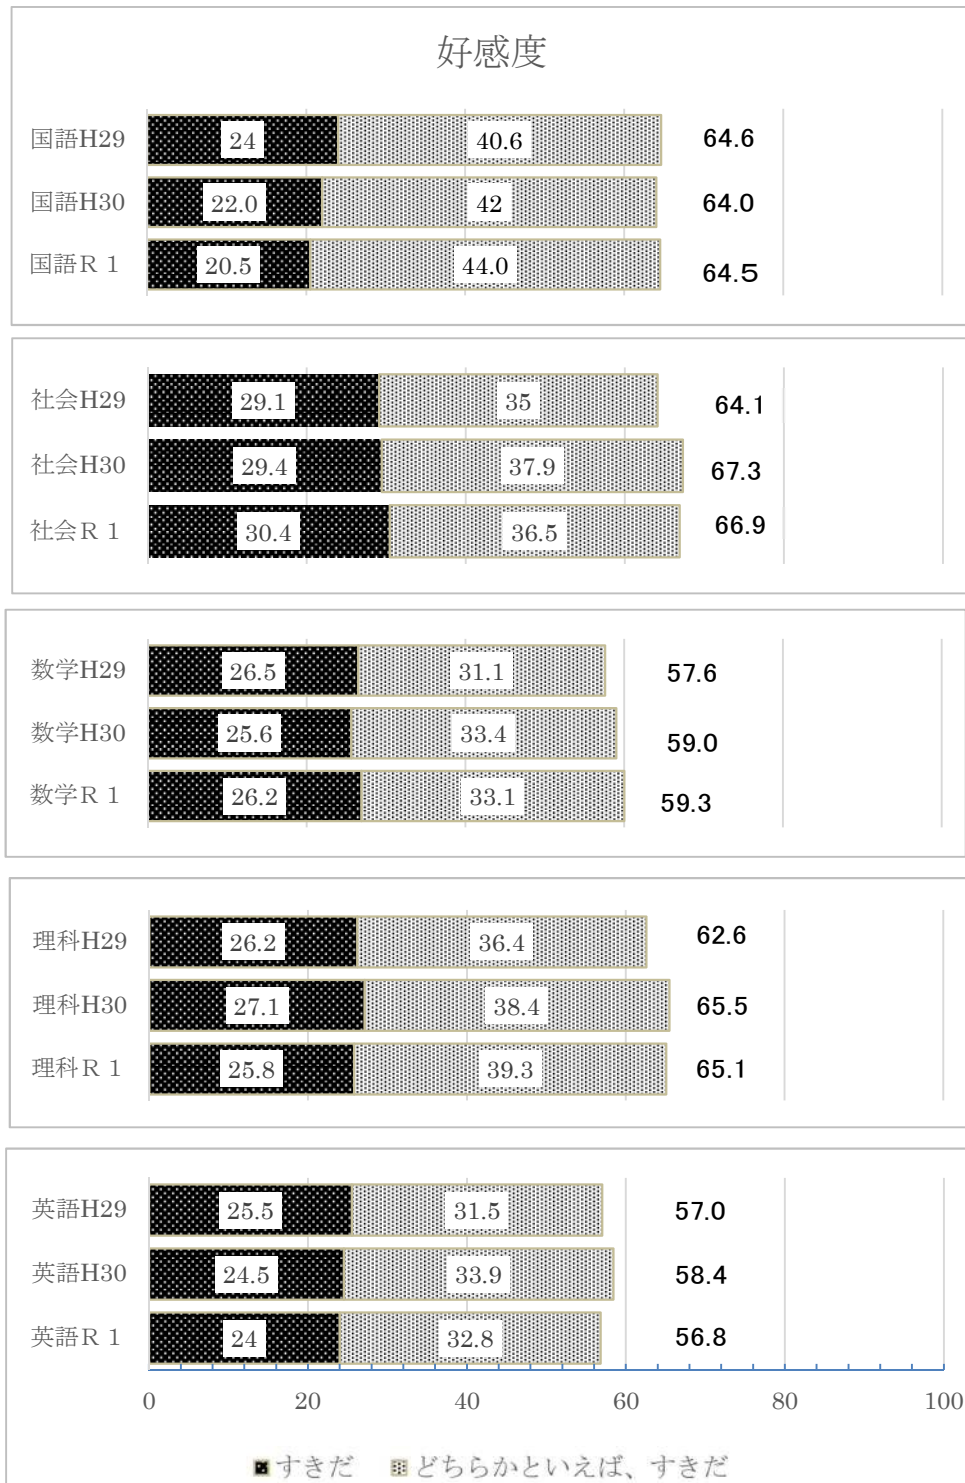 好感度
国語H29 24 40.6 64.6
国語H30 22.0 42 64.0
国語R 1 20.5 44.0 64.5
社会H29 29.1 35 64.1
社会H30 29.4 37.9 67.3
社会R 1 30.4 36.5 66.9
数学H29 26.5 31.1 57.6
数学H30 25.6 33.4 59.0
数学R 1 26.2 33.1 59.3
理科H29 26.2 36.4 62.6
理科H30 27.1 38.4 65.5
理科R 1 25.8 39.3 65.1
英語H29 25.5 31.5 57.0
英語H30 24.5 33.9 58.4
英語R 1 24 32.8 56.8
0 20 40 60 80 100
すきだ どちらかといえば、すきだ